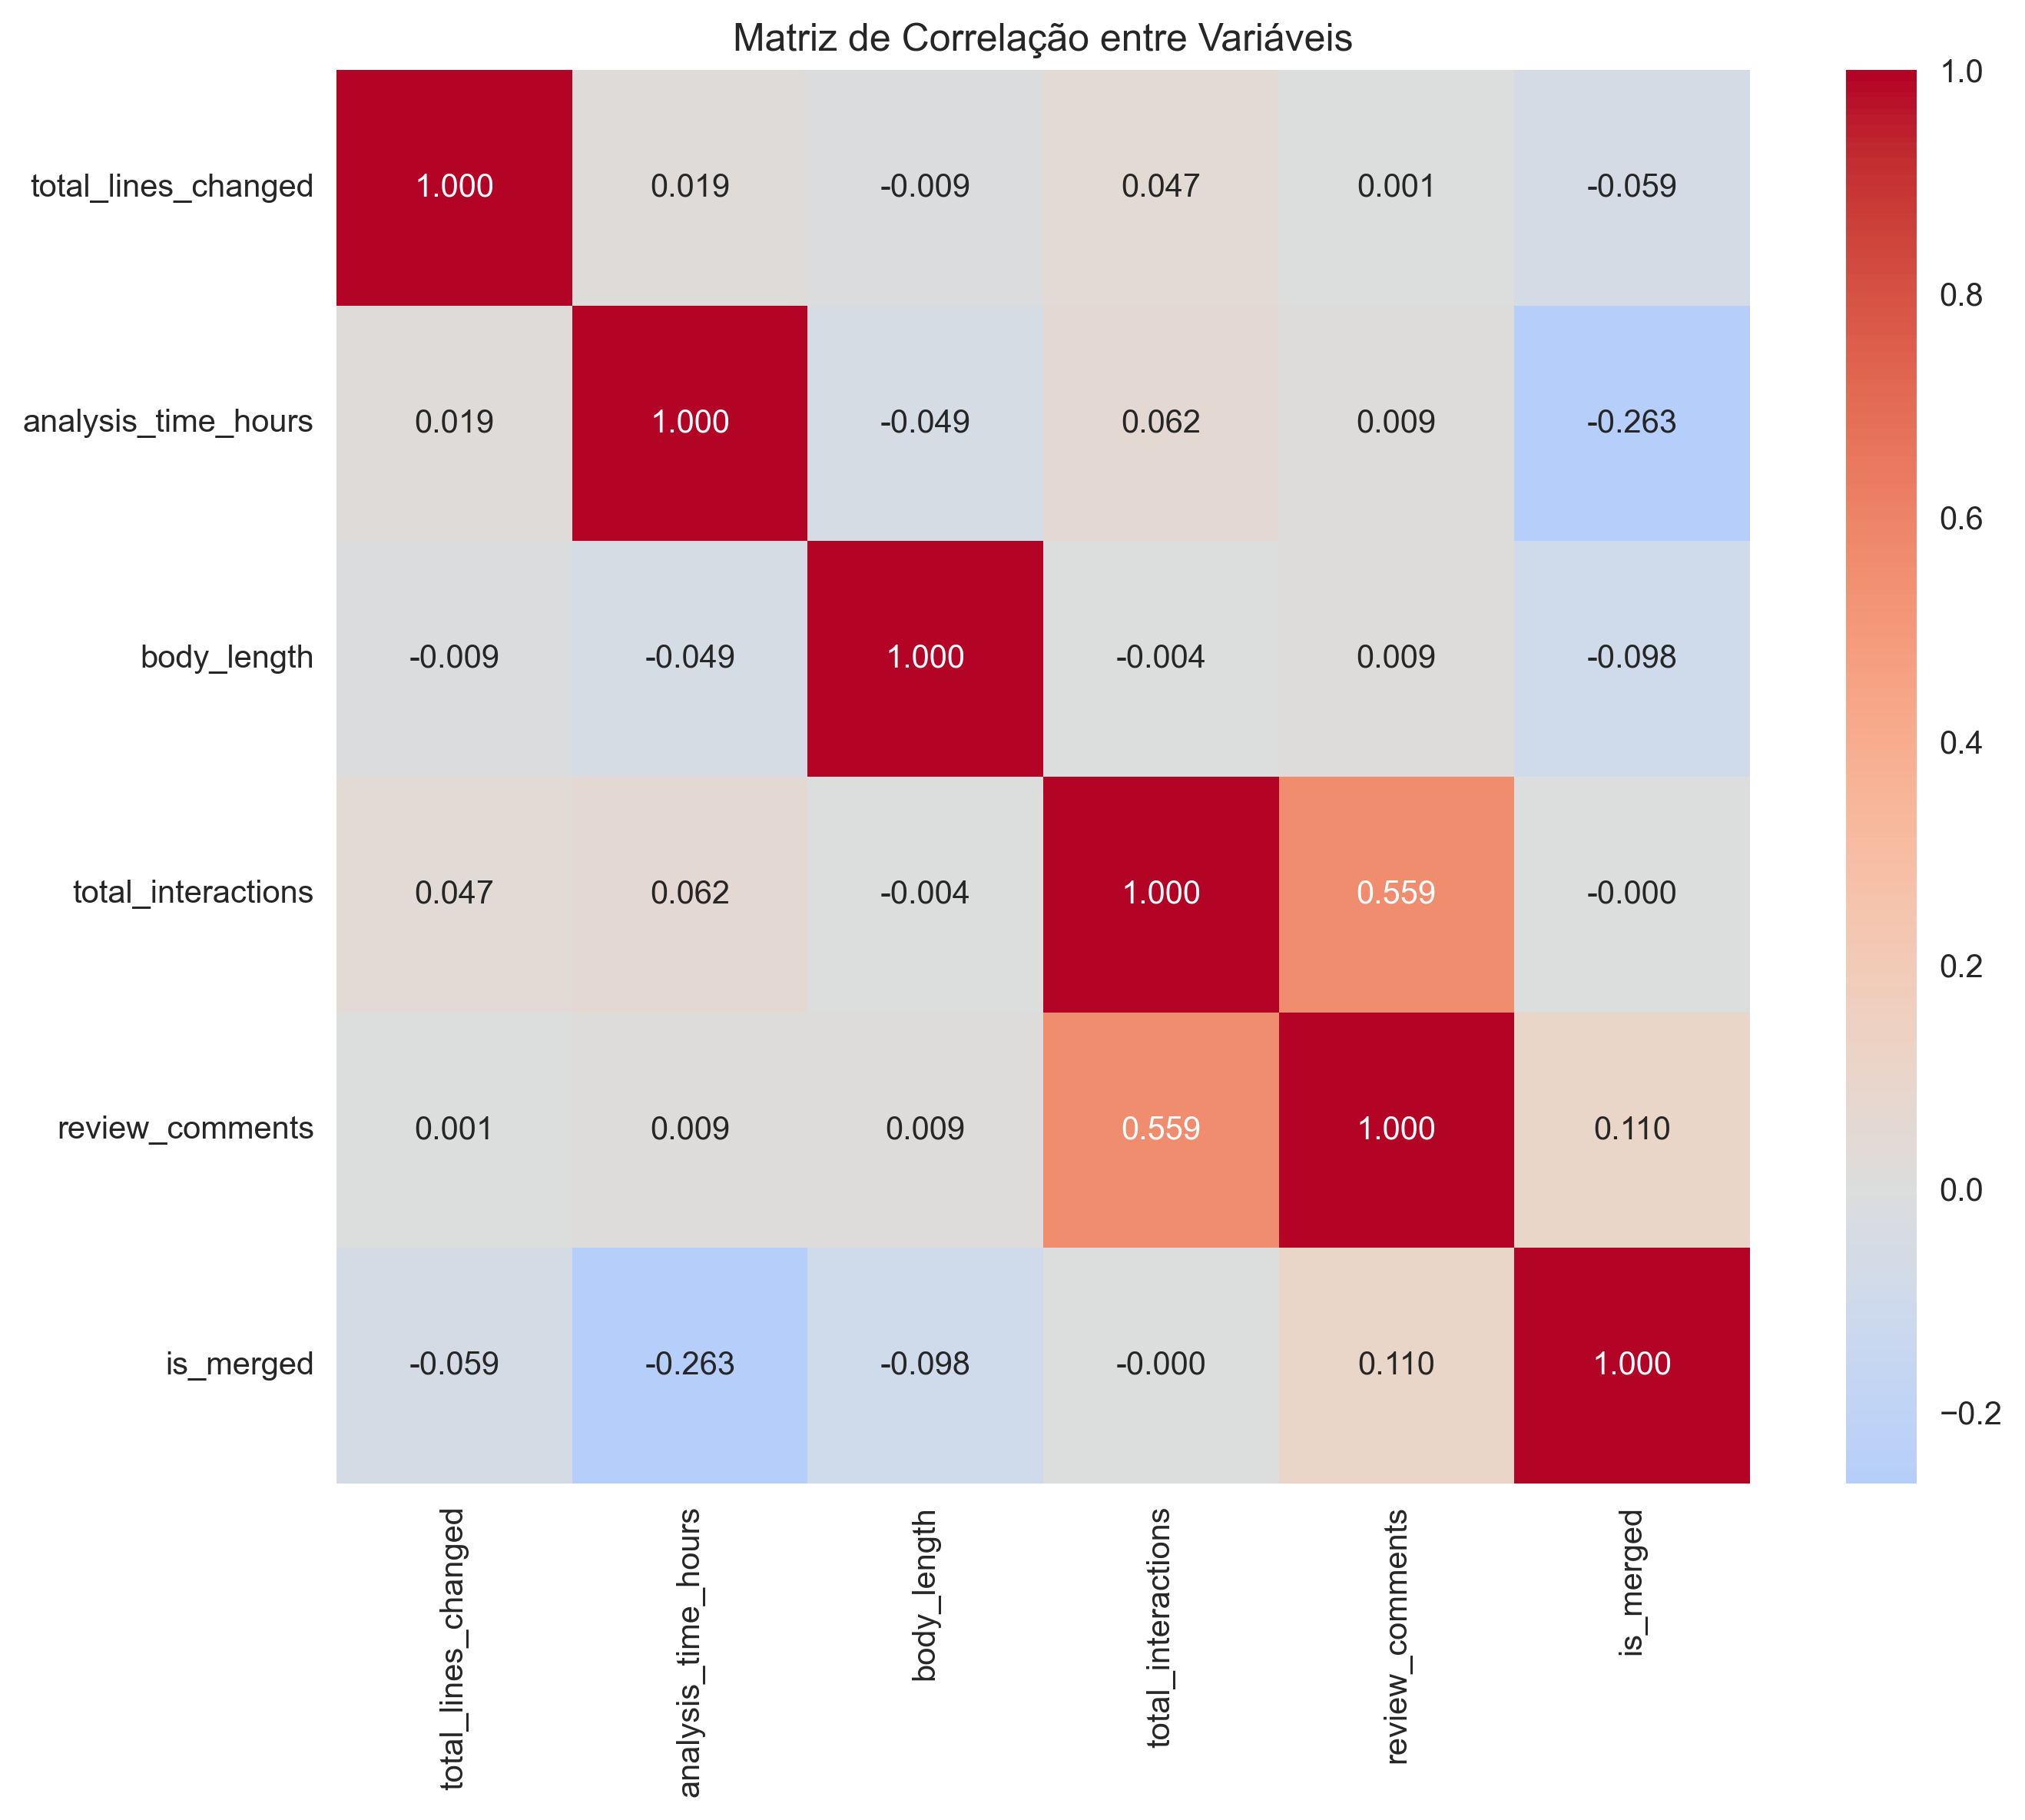 Matriz de Correlação entre Variáveis
total_lines_changed 1.000 0.019 -0.009 0.047 0.001 -0.059
analysis_time_hours 0.019 1.000 -0.049 0.062 0.009 -0.263
body_length -0.009 -0.049 1.000 -0.004 0.009 -0.098
total_interactions 0.047 0.062 -0.004 1.000 0.559 -0.000
review_comments 0.001 0.009 0.009 0.559 1.000 0.110
is_merged -0.059 -0.263 -0.098 -0.000 0.110 1.000
total_lines_changed
analysis_time_hours
body_length
total_interactions
review_comments
is_merged
1.0
0.8
0.6
0.4
0.2
0.0
−0.2